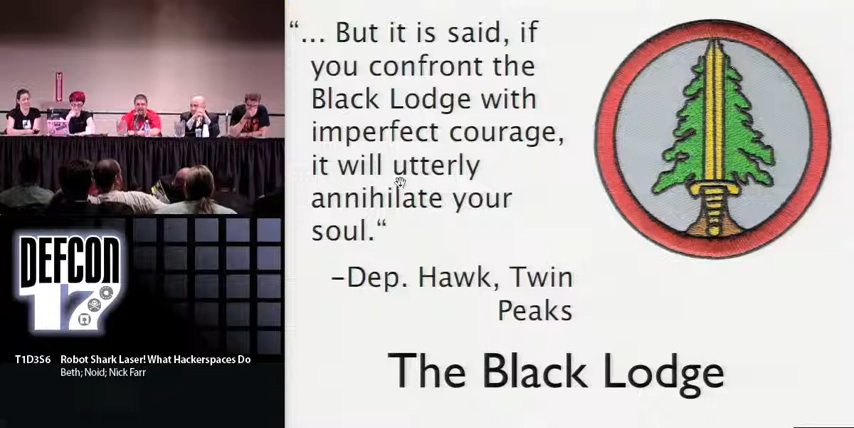 “... But it is said, if
you confront the
Black Lodge with
imperfect courage,
it will utterly
annihilate your
soul.“
–Dep. Hawk, Twin
Peaks
The Black Lodge
DEFCON
17
T1D3S6 Robot Shark Laser! What Hackerspaces Do
Beth; Noid; Nick Farr